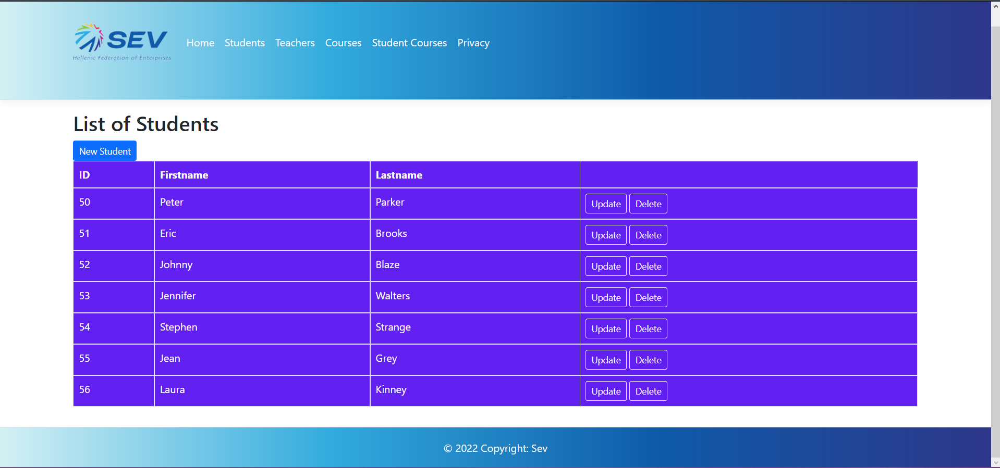 SEV
Hellenic Federation of Enterprises
Home Students Teachers Courses Student Courses Privacy
List of Students
New Student
ID Firstname Lastname
50 Peter Parker Update Delete
51 Eric Brooks Update Delete
52 Johnny Blaze Update Delete
53 Jennifer Walters Update Delete
54 Stephen Strange Update Delete
55 Jean Grey Update Delete
56 Laura Kinney Update Delete
© 2022 Copyright: Sev